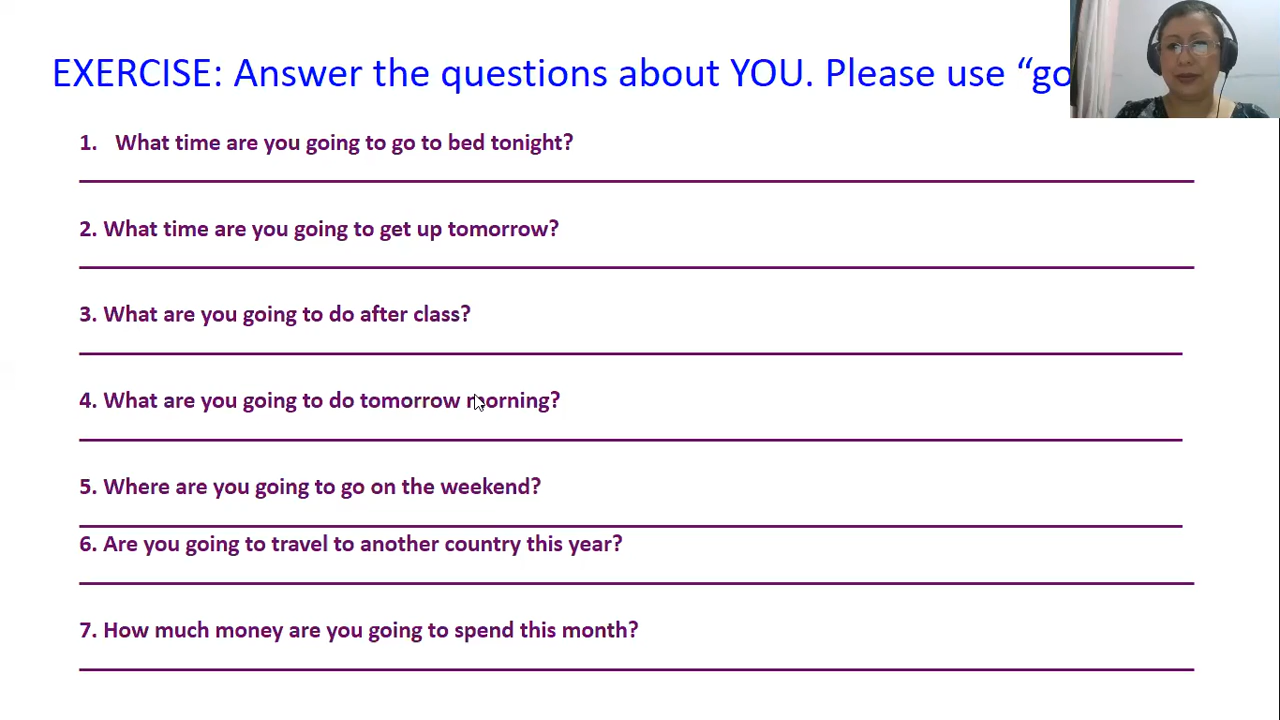 EXERCISE: Answer the questions about YOU. Please use “go
1. What time are you going to go to bed tonight?
2. What time are you going to get up tomorrow?
3. What are you going to do after class?
4. What are you going to do tomorrow morning?
5. Where are you going to go on the weekend?
6. Are you going to travel to another country this year?
7. How much money are you going to spend this month?